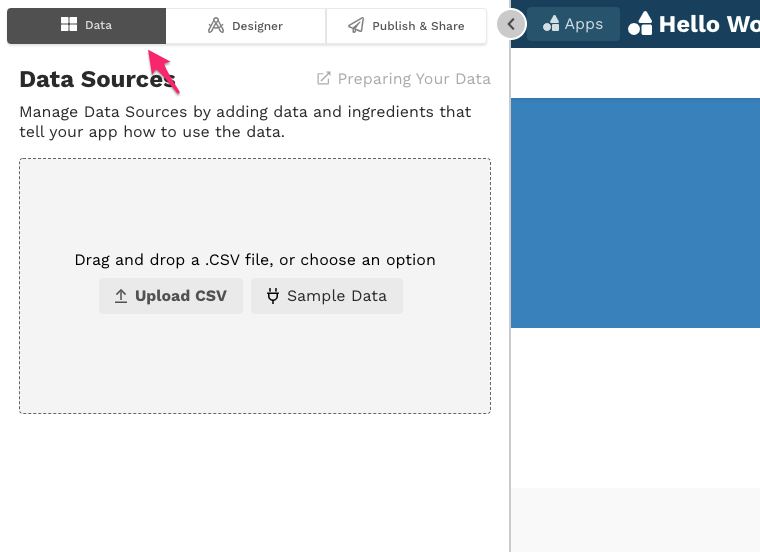 Data
Designer
Publish & Share
Apps
Hello Wo
Data Sources
Preparing Your Data
Manage Data Sources by adding data and ingredients that
tell your app how to use the data.
Drag and drop a .CSV file, or choose an option
Upload CSV
Sample Data